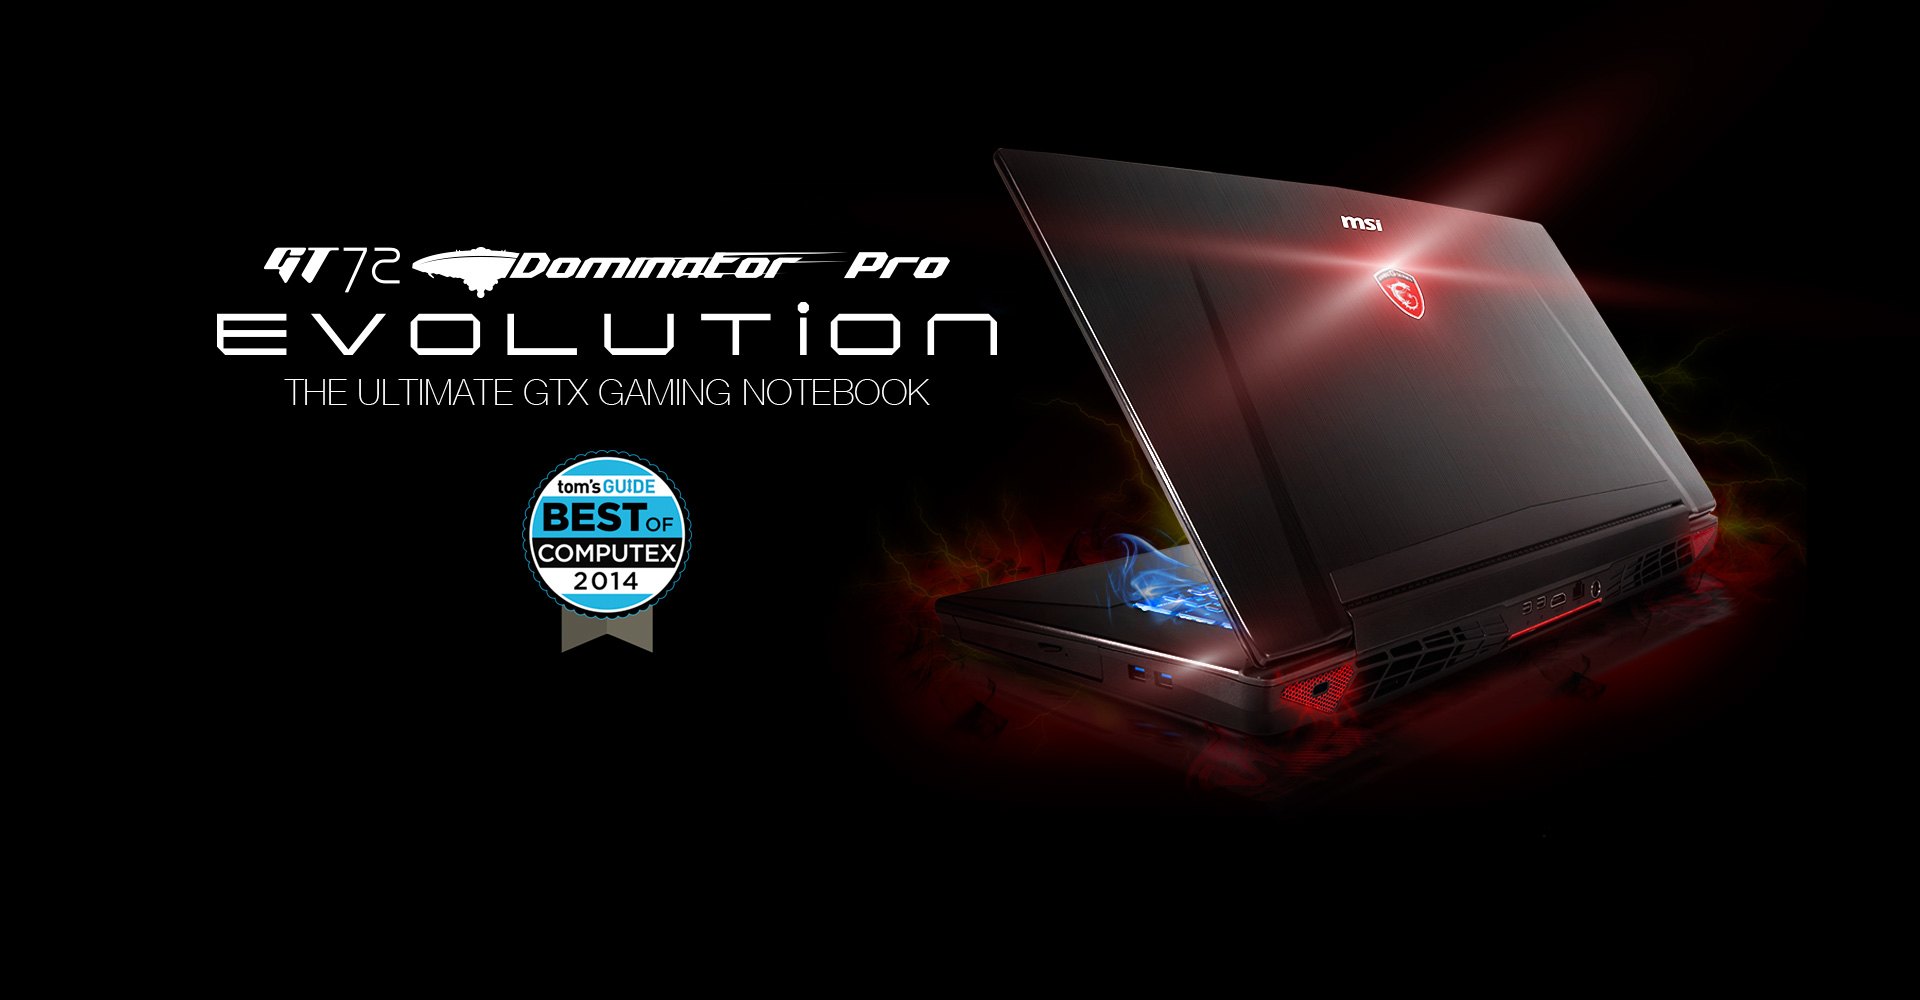 GT72 Dominator Pro
EVOLUTION
THE ULTIMATE GTX GAMING NOTEBOOK
tom's GUIDE
BEST OF
COMPUTEX
2014
msi